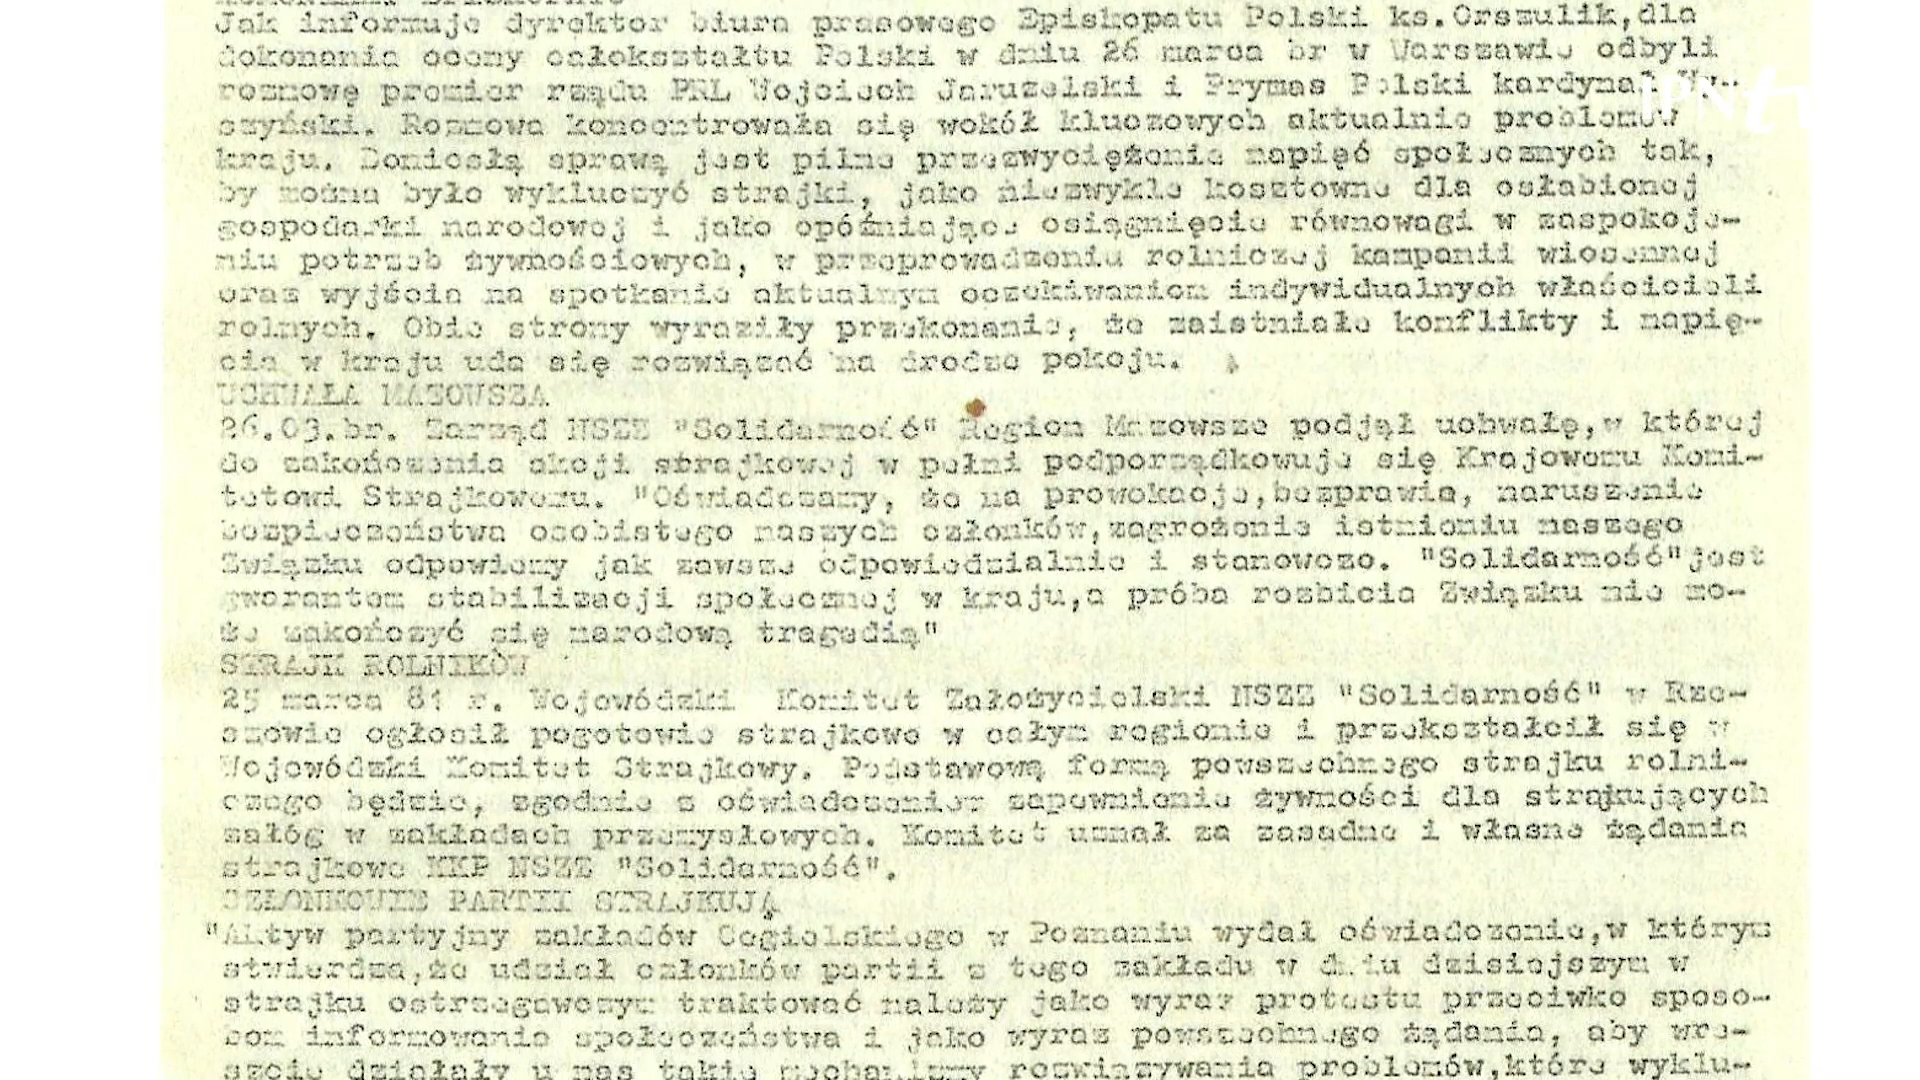 Jak informuje dyrektor biura prasowego Episkopatu Polski ks.Orszulik,dla
dokonania oceny całokształtu Polski w dniu 26 marca br w Warszawie odbyli
rozmowę premier rządu PRL Wojciech Jaruzelski i Prymas Polski kardynał Wy-
szyński. Rozmowa koncentrowała się wokół kluczowych aktualnie problemów
kraju. Doniosłą sprawą jest pilne przezwyciężenie napięć społecznych tak,
by można było wykluczyć strajki, jako niezwykle kosztowne dla osłabionej
gospodarki narodowej i jako opóźniające osiągnięcie równowagi w zaspokoje-
niu potrzeb żywnościowych, w przeprowadzeniu rolniczej kampanii wiosennej
oraz wyjścia na spotkanie aktualnym oczekiwaniom indywidualnych właścicieli
rolnych. Obie strony wyraziły przekonanie, że zaistniałe konflikty i napię-
cia w kraju uda się rozwiązać na drodze pokoju.
UCHWAŁA MAZOWSZA
26.03.br. Zarząd NSZZ "Solidarność" Region Mazowsze podjął uchwałę,w której
do zakończenia akcji strajkowej w pełni podporządkowuje się Krajowemu Komi-
tetowi Strajkowemu. "Oświadczamy, że na prowokacje,bezprawia, naruszenie
bezpieczeństwa osobistego naszych członków,zagrożenie istnieniu naszego
Związku odpowiemy jak zawsze odpowiedzialnie i stanowczo. "Solidarność"jest
gwarantem stabilizacji społecznej w kraju,a próba rozbicia Związku nie mo-
że zakończyć się narodową tragedią"
STRAJK ROLNIKÓW
25 marca 81 r. Wojewódzki Komitet Założycielski NSZZ "Solidarność" w Rze-
szowie ogłosił pogotowie strajkowe w całym regionie i przekształcił się w
Wojewódzki Komitet Strajkowy. Podstawową formą powszechnego strajku rolni-
czego będzie, zgodnie z oświadczeniem zapewnienie żywności dla strajkujących
załóg w zakładach przemysłowych. Komitet uznał za zasadne i własne żądania
strajkowe KKP NSZZ "Solidarność".
CZŁONKOWIE PARTII STRAJKUJĄ
"Aktyw partyjny zakładów Cegielskiego w Poznaniu wydał oświadczenie,w którym
stwierdza,że udział członków partii z tego zakładu w dniu dzisiejszym w
strajku ostrzegawczym traktować należy jako wyraz protestu przeciwko sposo-
bom informowania społeczeństwa i jako wyraz powszechnego żądania, aby wre-
szcie działały u nas takie mechanizmy rozwiązywania problemów,które wyklu-
IPNtv